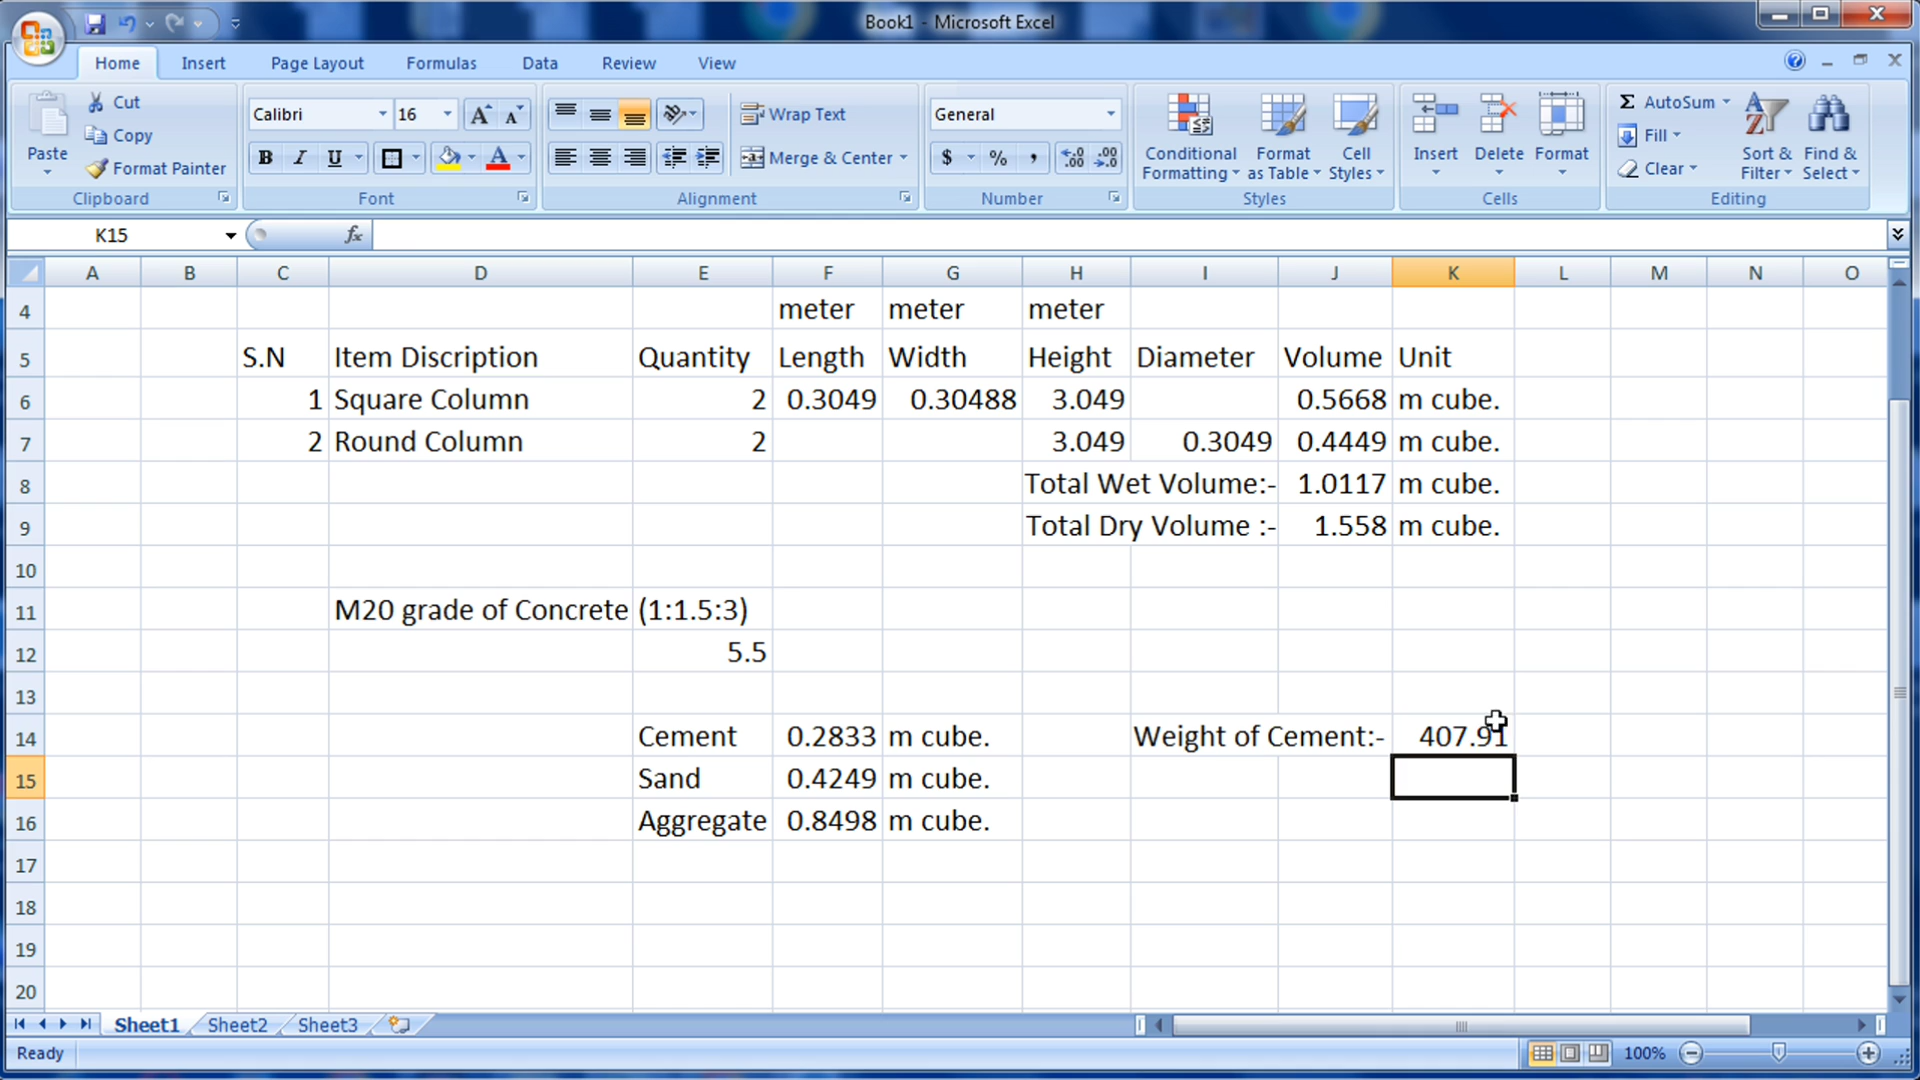 Book1 - Microsoft Excel
Home Insert Page Layout Formulas Data Review View
Paste Cut Copy Format Painter Clipboard
Calibri 16 B I U A Font
Wrap Text Merge & Center Alignment
General $ % , Number
Conditional Formatting Format as Table Cell Styles Styles
Insert Delete Format Cells
Σ AutoSum Fill Clear Sort & Filter Find & Select Editing
K15 fx
A B C D E F G H I J K L M N O
4 meter meter meter
5 S.N Item Discription Quantity Length Width Height Diameter Volume Unit
6 1 Square Column 2 0.3049 0.30488 3.049 0.5668 m cube.
7 2 Round Column 2 3.049 0.3049 0.4449 m cube.
8 Total Wet Volume:- 1.0117 m cube.
9 Total Dry Volume :- 1.558 m cube.
10
11 M20 grade of Concrete (1:1.5:3)
12 5.5
13
14 Cement 0.2833 m cube. Weight of Cement:- 407.91
15 Sand 0.4249 m cube.
16 Aggregate 0.8498 m cube.
17
18
19
20
Sheet1 Sheet2 Sheet3
Ready 100%